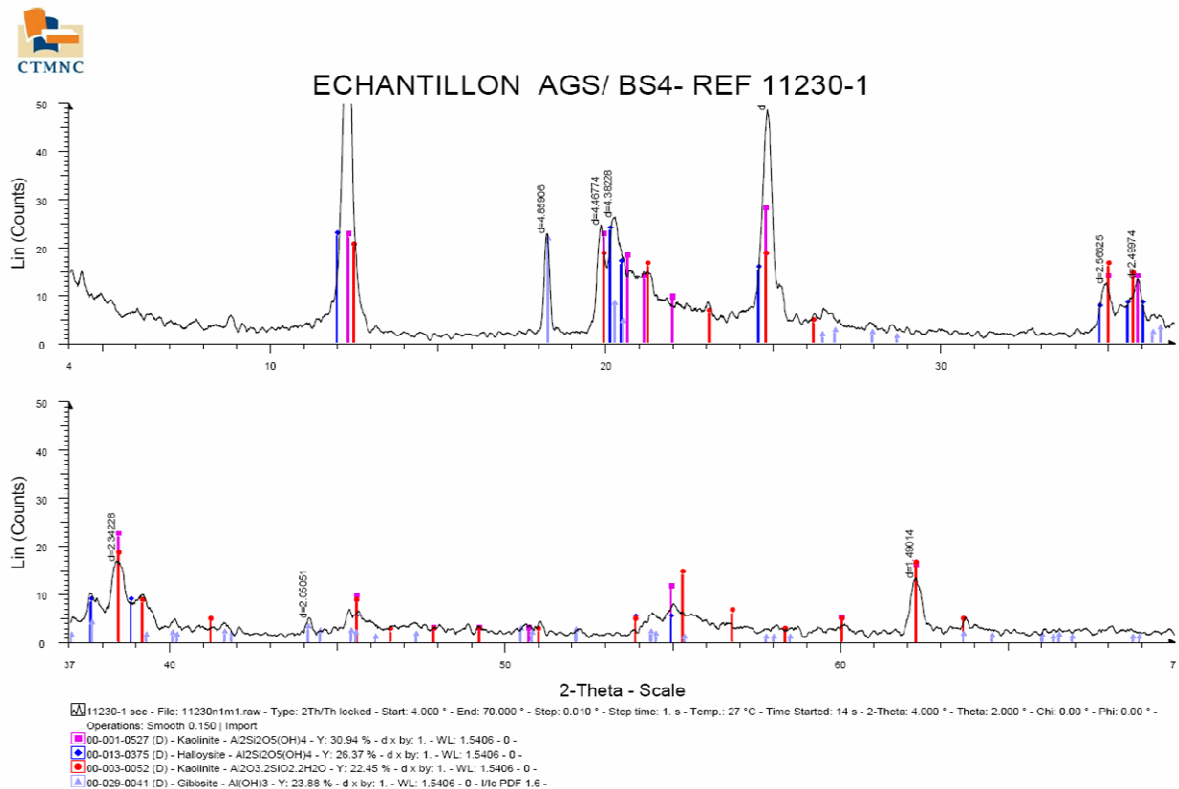 CTMNC
ECHANTILLON AGS/ BS4- REF 11230-1
Lin (Counts)
50
40
30
20
10
0
d=4.85906
d=4.46774
d=4.38228
d
d=2.56625
d=2.49974
4 10 20 30
Lin (Counts)
50
40
30
20
10
0
d=2.34228
d=2.05051
d=1.49014
37 40 50 60 7
2-Theta - Scale
11230-1 sec - File: 11230n1m1.raw - Type: 2Th/Th locked - Start: 4.000 ° - End: 70.000 ° - Step: 0.010 ° - Step time: 1. s - Temp.: 27 °C - Time Started: 14 s - 2-Theta: 4.000 ° - Theta: 2.000 ° - Chi: 0.00 ° - Phi: 0.00 ° -
Operations: Smooth 0.150 | Import
00-001-0527 (D) - Kaolinite - Al2Si2O5(OH)4 - Y: 30.94 % - d x by: 1. - WL: 1.5406 - 0 -
00-013-0375 (D) - Halloysite - Al2Si2O5(OH)4 - Y: 26.37 % - d x by: 1. - WL: 1.5406 - 0 -
00-003-0052 (D) - Kaolinite - Al2O3.2SiO2.2H2O - Y: 22.45 % - d x by: 1. - WL: 1.5406 - 0 -
00-029-0041 (D) - Gibbsite - Al(OH)3 - Y: 23.88 % - d x by: 1. - WL: 1.5406 - 0 - I/Ic PDF 1.6 -